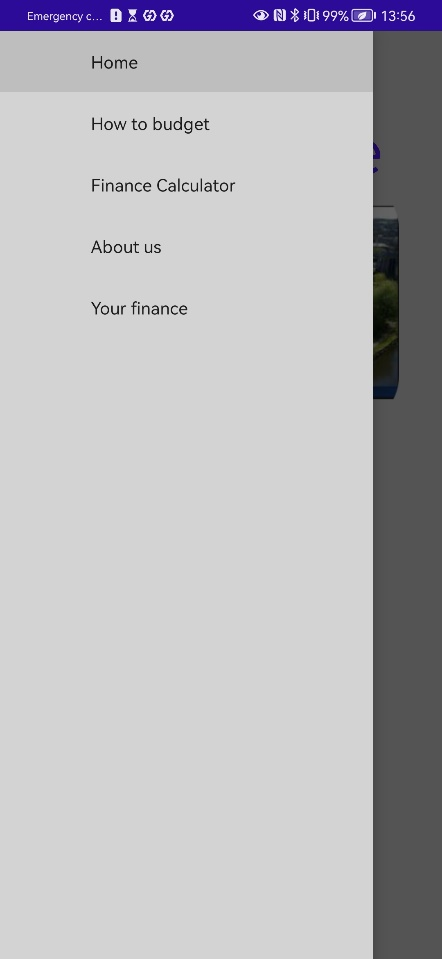 Emergency c... 99% 13:56
Home
How to budget
e
Finance Calculator
About us
Your finance